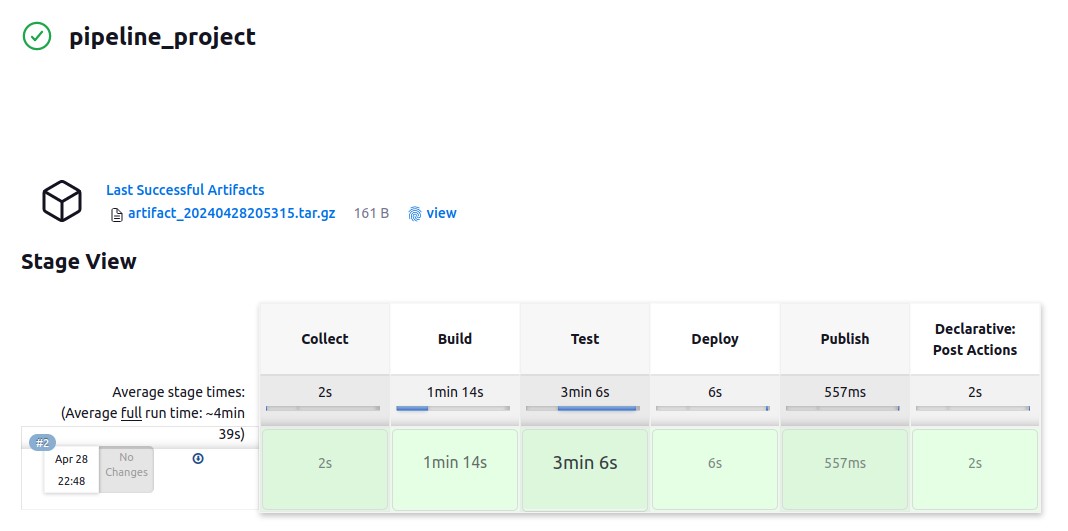 pipeline_project
Last Successful Artifacts
artifact_20240428205315.tar.gz 161 B view
Stage View
Collect Build Test Deploy Publish Declarative: Post Actions
Average stage times: 2s 1min 14s 3min 6s 6s 557ms 2s
(Average full run time: ~4min
39s)
#2
Apr 28 No
22:48 Changes
2s 1min 14s 3min 6s 6s 557ms 2s